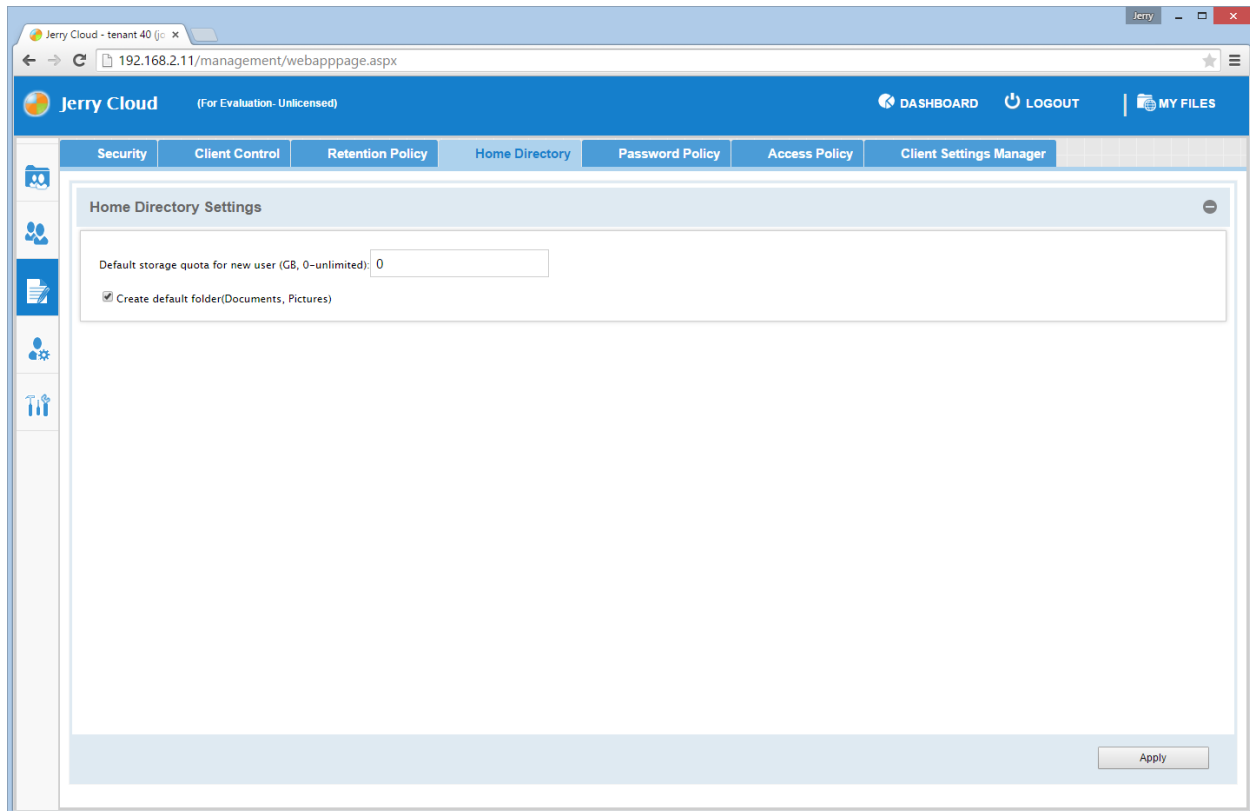 Jerry
Jerry Cloud - tenant 40 (jo
192.168.2.11/management/webapppage.aspx
Jerry Cloud (For Evaluation- Unlicensed) DASHBOARD LOGOUT | MY FILES
Security Client Control Retention Policy Home Directory Password Policy Access Policy Client Settings Manager
Home Directory Settings
Default storage quota for new user (GB, 0-unlimited): 0
Create default folder(Documents, Pictures)
Apply